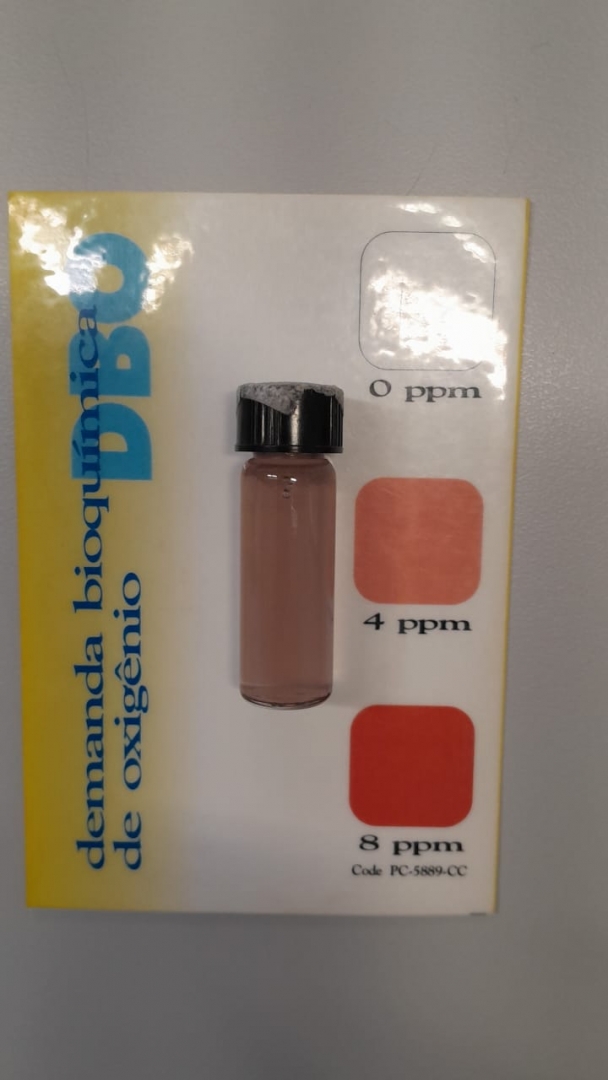 DBO
demanda bioquímica
de oxigênio
0 ppm
4 ppm
8 ppm
Code PC-5889-CC